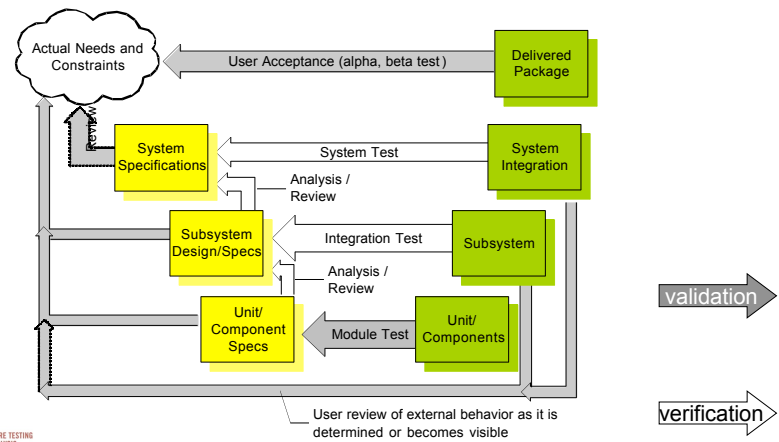 Actual Needs and
Constraints
User Acceptance (alpha, beta test)
Delivered
Package
Review
System
Specifications
System Test
System
Integration
Analysis /
Review
Subsystem
Design/Specs
Integration Test
Subsystem
Analysis /
Review
Unit/
Component
Specs
Module Test
Unit/
Components
validation
verification
User review of external behavior as it is
determined or becomes visible
RE TESTING